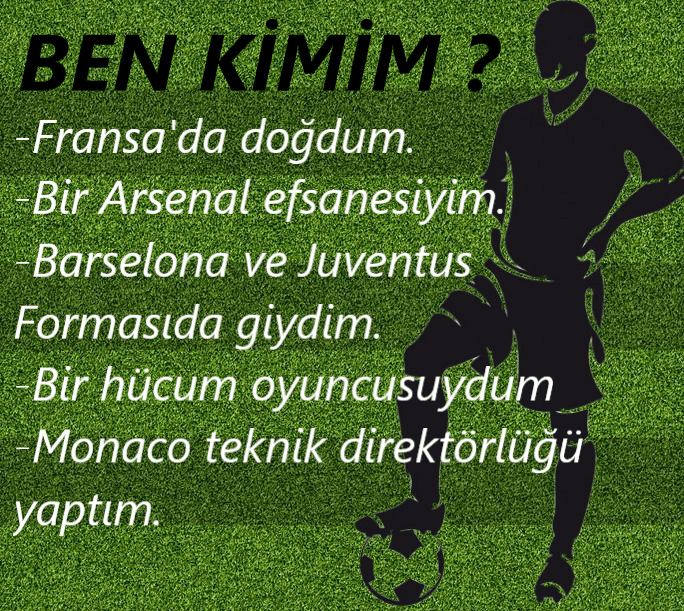 BEN KİMİM ?
-Fransa'da doğdum.
-Bir Arsenal efsanesiyim.
-Barselona ve Juventus
Formasıda giydim.
-Bir hücum oyuncusuydum
-Monaco teknik direktörlüğü
yaptım.